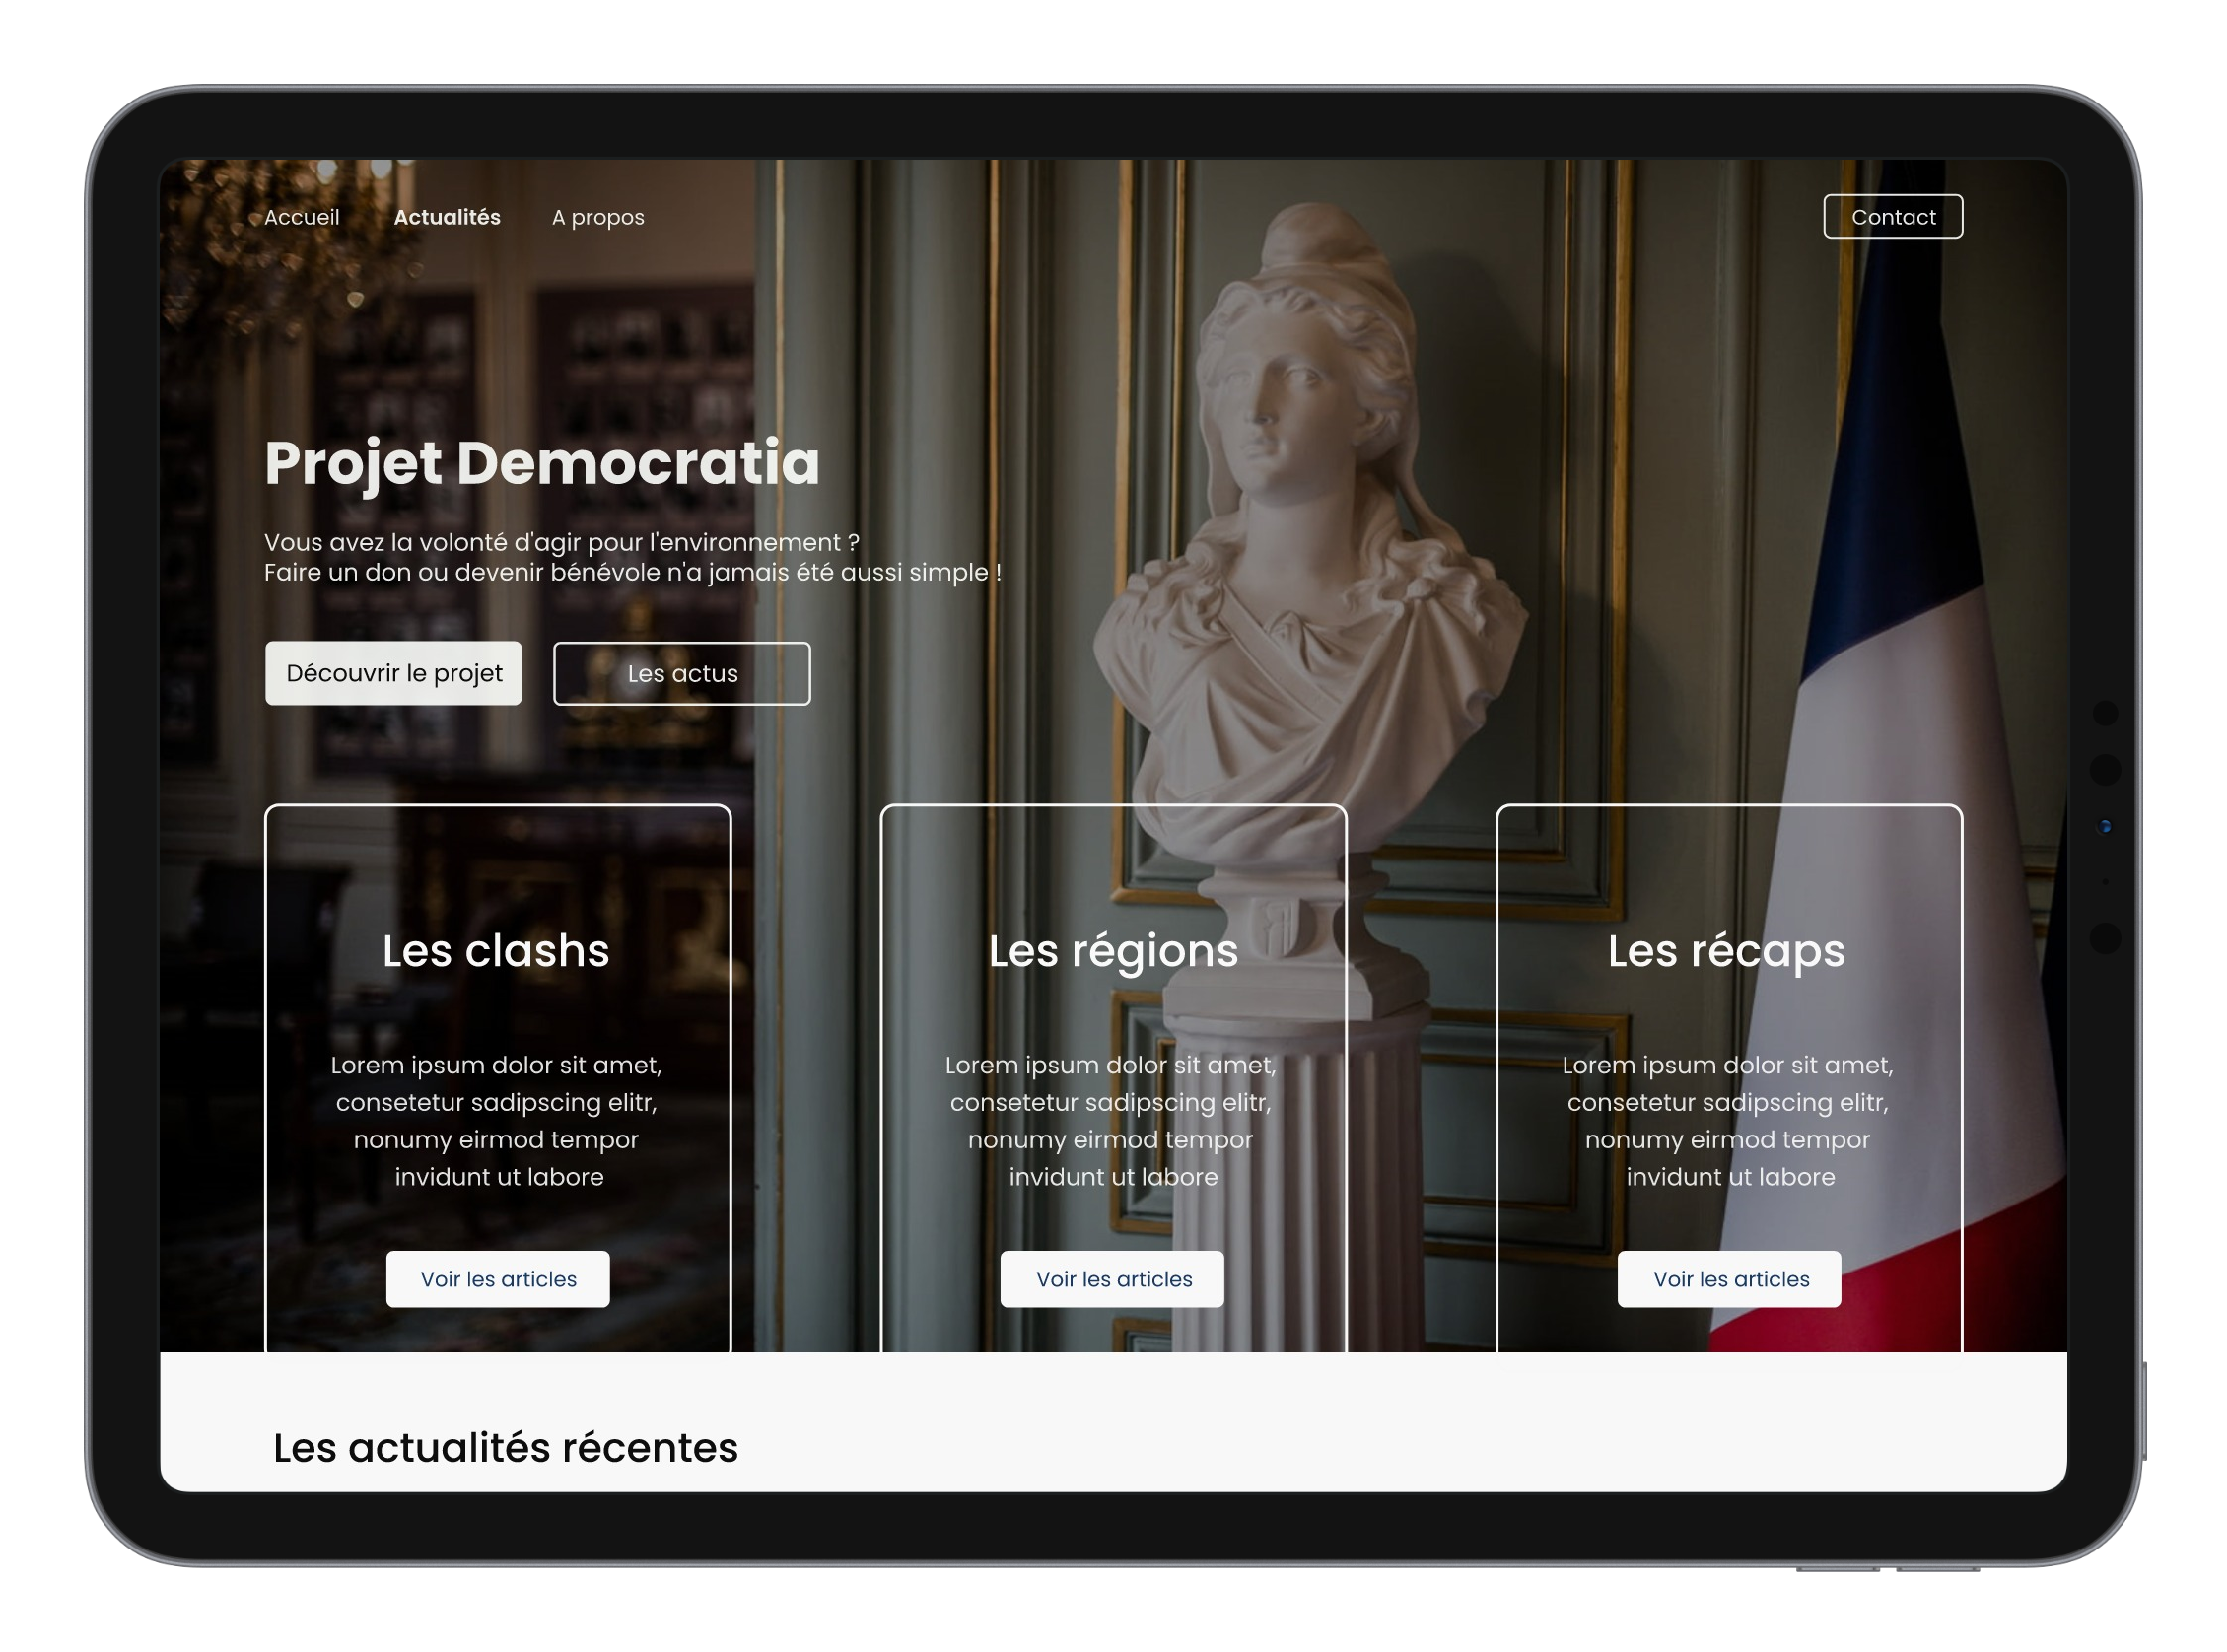 Accueil Actualités A propos Contact
Projet Democratia
Vous avez la volonté d'agir pour l'environnement ?
Faire un don ou devenir bénévole n'a jamais été aussi simple !
Découvrir le projet Les actus
Les clashs
Lorem ipsum dolor sit amet,
consetetur sadipscing elitr,
nonumy eirmod tempor
invidunt ut labore
Voir les articles
Les régions
Lorem ipsum dolor sit amet,
consetetur sadipscing elitr,
nonumy eirmod tempor
invidunt ut labore
Voir les articles
Les récaps
Lorem ipsum dolor sit amet,
consetetur sadipscing elitr,
nonumy eirmod tempor
invidunt ut labore
Voir les articles
Les actualités récentes